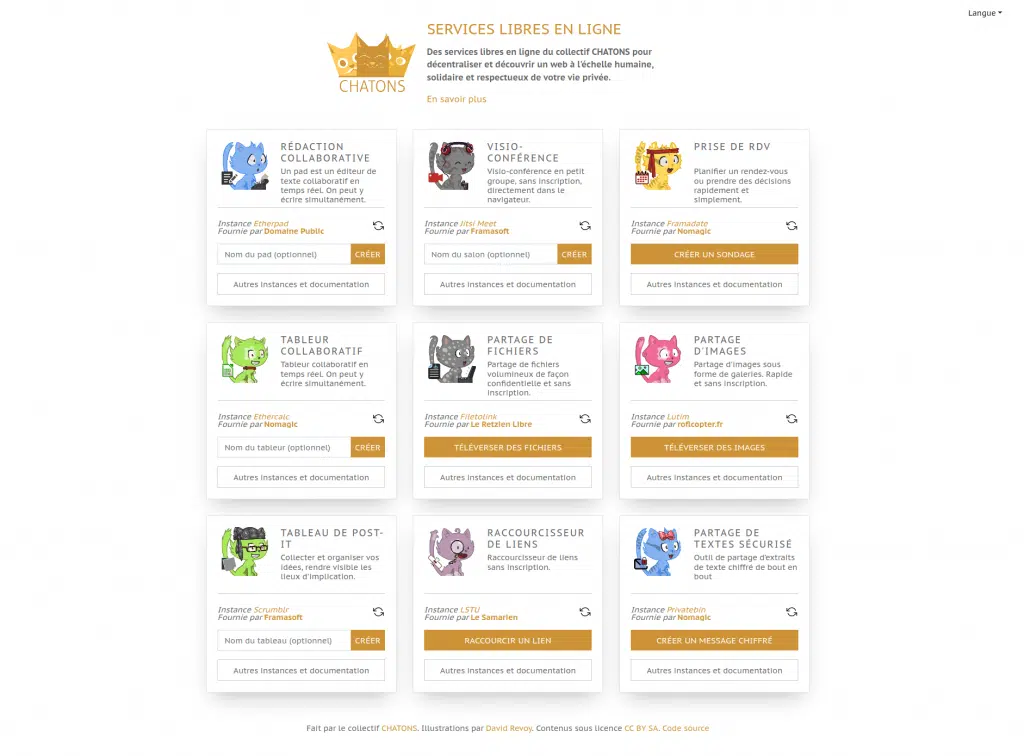 Langue
SERVICES LIBRES EN LIGNE
Des services libres en ligne du collectif CHATONS pour
décentraliser et découvrir un web à l'échelle humaine,
solidaire et respectueux de votre vie privée.
CHATONS
En savoir plus
RÉDACTION
COLLABORATIVE
Un pad est un éditeur de
texte collaboratif en
temps réel. On peut y
écrire simultanément.
Instance Etherpad
Fournie par Domaine Public
Nom du pad (optionnel)
CRÉER
Autres instances et documentation
VISIO-
CONFÉRENCE
Visio-conférence en petit
groupe, sans inscription,
directement dans le
navigateur.
Instance Jitsi Meet
Fournie par Framasoft
Nom du salon (optionnel)
CRÉER
Autres instances et documentation
PRISE DE RDV
Planifier un rendez-vous
ou prendre des décisions
rapidement et
simplement.
Instance Framadate
Fournie par Nomagic
CRÉER UN SONDAGE
Autres instances et documentation
TABLEUR
COLLABORATIF
Tableur collaboratif en
temps réel. On peut y
écrire simultanément.
Instance Ethercalc
Fournie par Nomagic
Nom du tableur (optionnel)
CRÉER
Autres instances et documentation
PARTAGE DE
FICHIERS
Partage de fichiers
volumineux de façon
confidentielle et sans
inscription.
Instance Filetolink
Fournie par Le Retzien Libre
TÉLÉVERSER DES FICHIERS
Autres instances et documentation
PARTAGE
D'IMAGES
Partage d'images sous
forme de galeries. Rapide
et sans inscription.
Instance Lutim
Fournie par roflcopter.fr
TÉLÉVERSER DES IMAGES
Autres instances et documentation
TABLEAU DE POST-
IT
Collecter et organiser vos
idées, rendre visible les
lieux d'implication.
Instance Scrumblr
Fournie par Framasoft
Nom du tableau (optionnel)
CRÉER
Autres instances et documentation
RACCOURCISSEUR
DE LIENS
Raccourcisseur de liens
sans inscription.
Instance LSTU
Fournie par Le Samarien
RACCOURCIR UN LIEN
Autres instances et documentation
PARTAGE DE
TEXTES SÉCURISÉ
Outil de partage d'extraits
de texte chiffré de bout en
bout
Instance Privatebin
Fournie par Nomagic
CRÉER UN MESSAGE CHIFFRÉ
Autres instances et documentation
Fait par le collectif CHATONS. Illustrations par David Revoy. Contenus sous licence CC BY SA. Code source